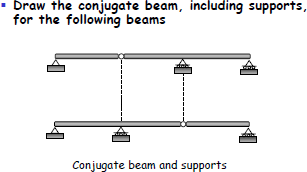 ▪ Draw the conjugate beam, including supports,
for the following beams
Conjugate beam and supports